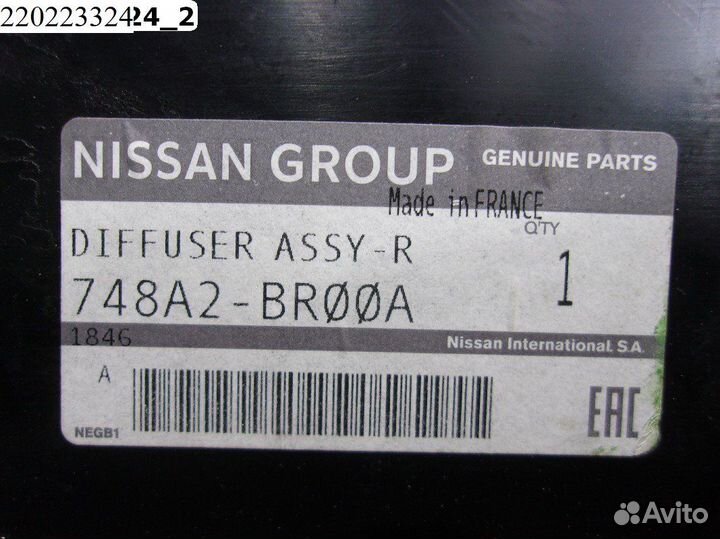 22022332424_2
NISSAN GROUP GENUINE PARTS
Made in FRANCE
Q'TY
DIFFUSER ASSY-R
748A2-BR00A 1
1846 Nissan International. S.A.
A
NEGB1
EAC
Avito